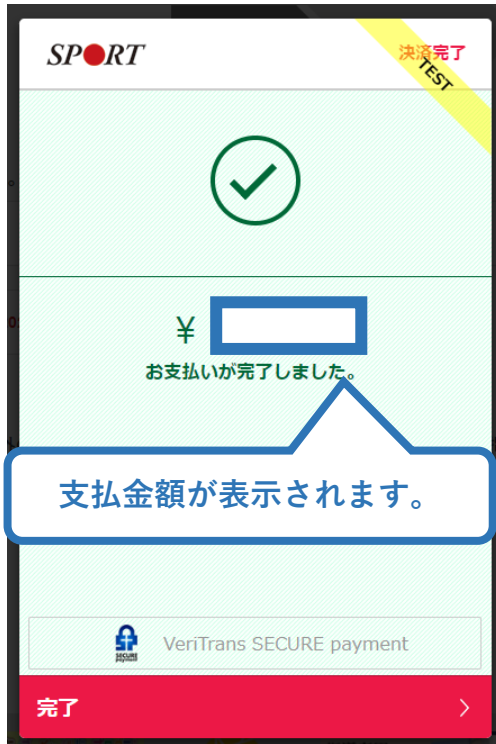 SPORT
決済完了
TEST
¥
お支払いが完了しました。
支払金額が表示されます。
SECURE
payment
VeriTrans SECURE payment
完了